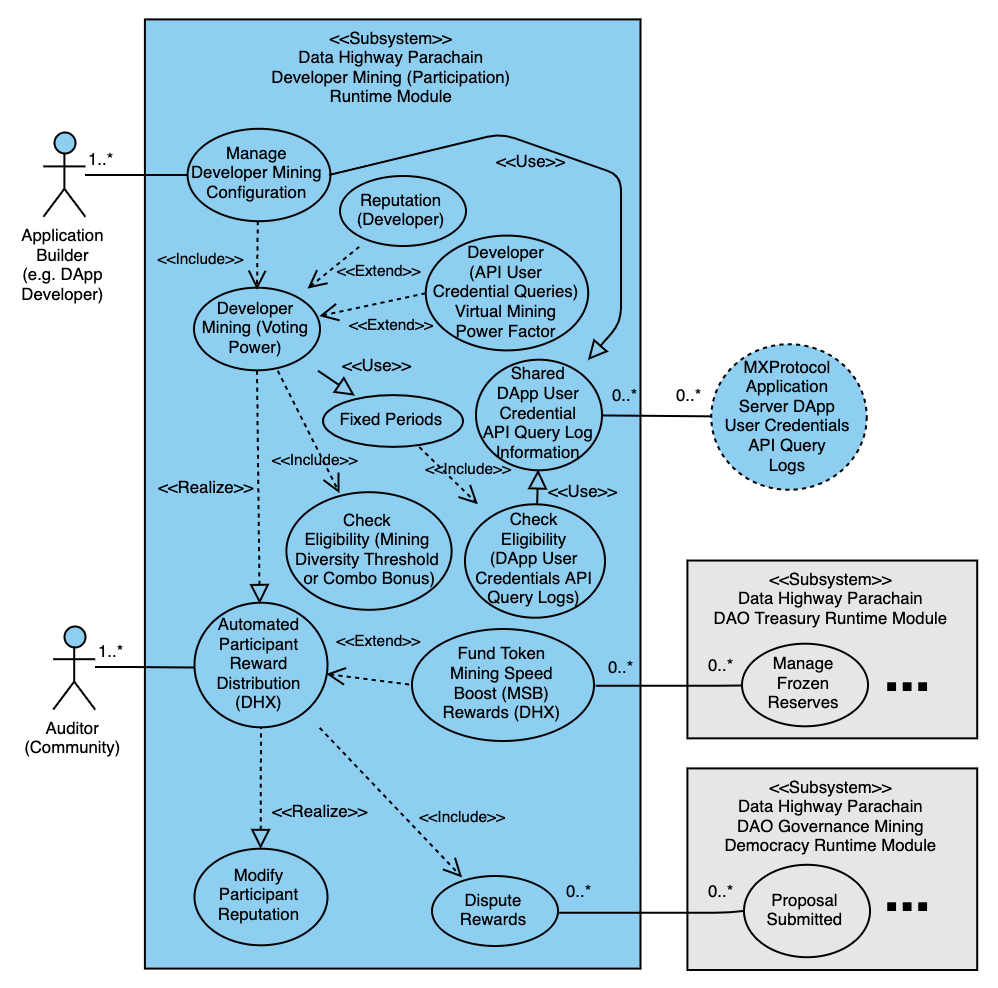 <<Subsystem>>
Data Highway Parachain
Developer Mining (Participation)
Runtime Module
1..*
Application
Builder
(e.g. DApp
Developer)
Manage
Developer Mining
Configuration
<<Use>>
Reputation
(Developer)
<<Include>>
<<Extend>>
Developer
(API User
Credential Queries)
Virtual Mining
Power Factor
Developer
Mining (Voting
Power)
<<Extend>>
<<Use>>
Fixed Periods
Shared
DApp User
Credential
API Query Log
Information
0..*
0..*
MXProtocol
Application
Server DApp
User Credentials
API Query
Logs
<<Include>>
<<Include>>
<<Realize>>
<<Use>>
Check
Eligibility (Mining
Diversity Threshold
or Combo Bonus)
Check
Eligibility
(DApp User
Credentials API
Query Logs)
<<Subsystem>>
Data Highway Parachain
DAO Treasury Runtime Module
1..*
Auditor
(Community)
Automated
Participant
Reward
Distribution
(DHX)
<<Extend>>
Fund Token
Mining Speed
Boost (MSB)
Rewards (DHX)
0..*
0..*
Manage
Frozen
Reserves
<<Subsystem>>
Data Highway Parachain
DAO Governance Mining
Democracy Runtime Module
<<Realize>>
<<Include>>
Modify
Participant
Reputation
Dispute
Rewards
0..*
0..*
Proposal
Submitted